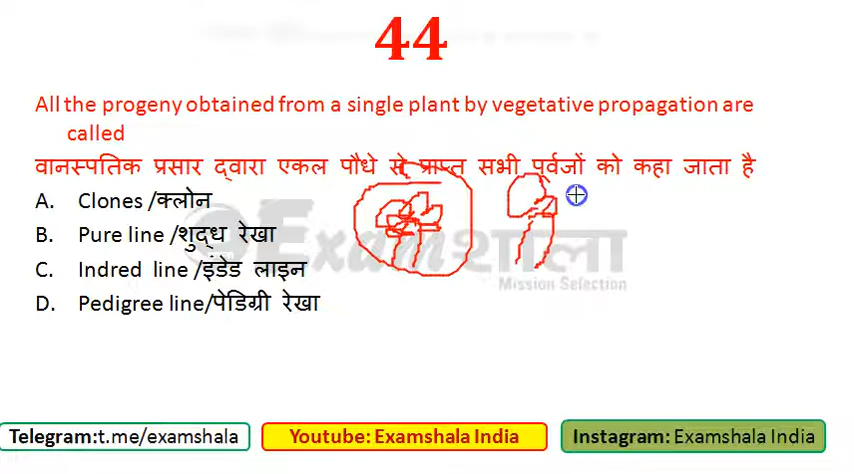 44
All the progeny obtained from a single plant by vegetative propagation are
called
वानस्पतिक प्रसार द्वारा एकल पौधे से प्राप्त सभी पूर्वजों को कहा जाता है
A. Clones /क्लोन
B. Pure line /शुद्ध रेखा
C. Indred line /इंडेड लाइन
D. Pedigree line/पेडिग्री रेखा
@Examशाला
Mission Selection
Telegram:t.me/examshala
Youtube: Examshala India
Instagram: Examshala India